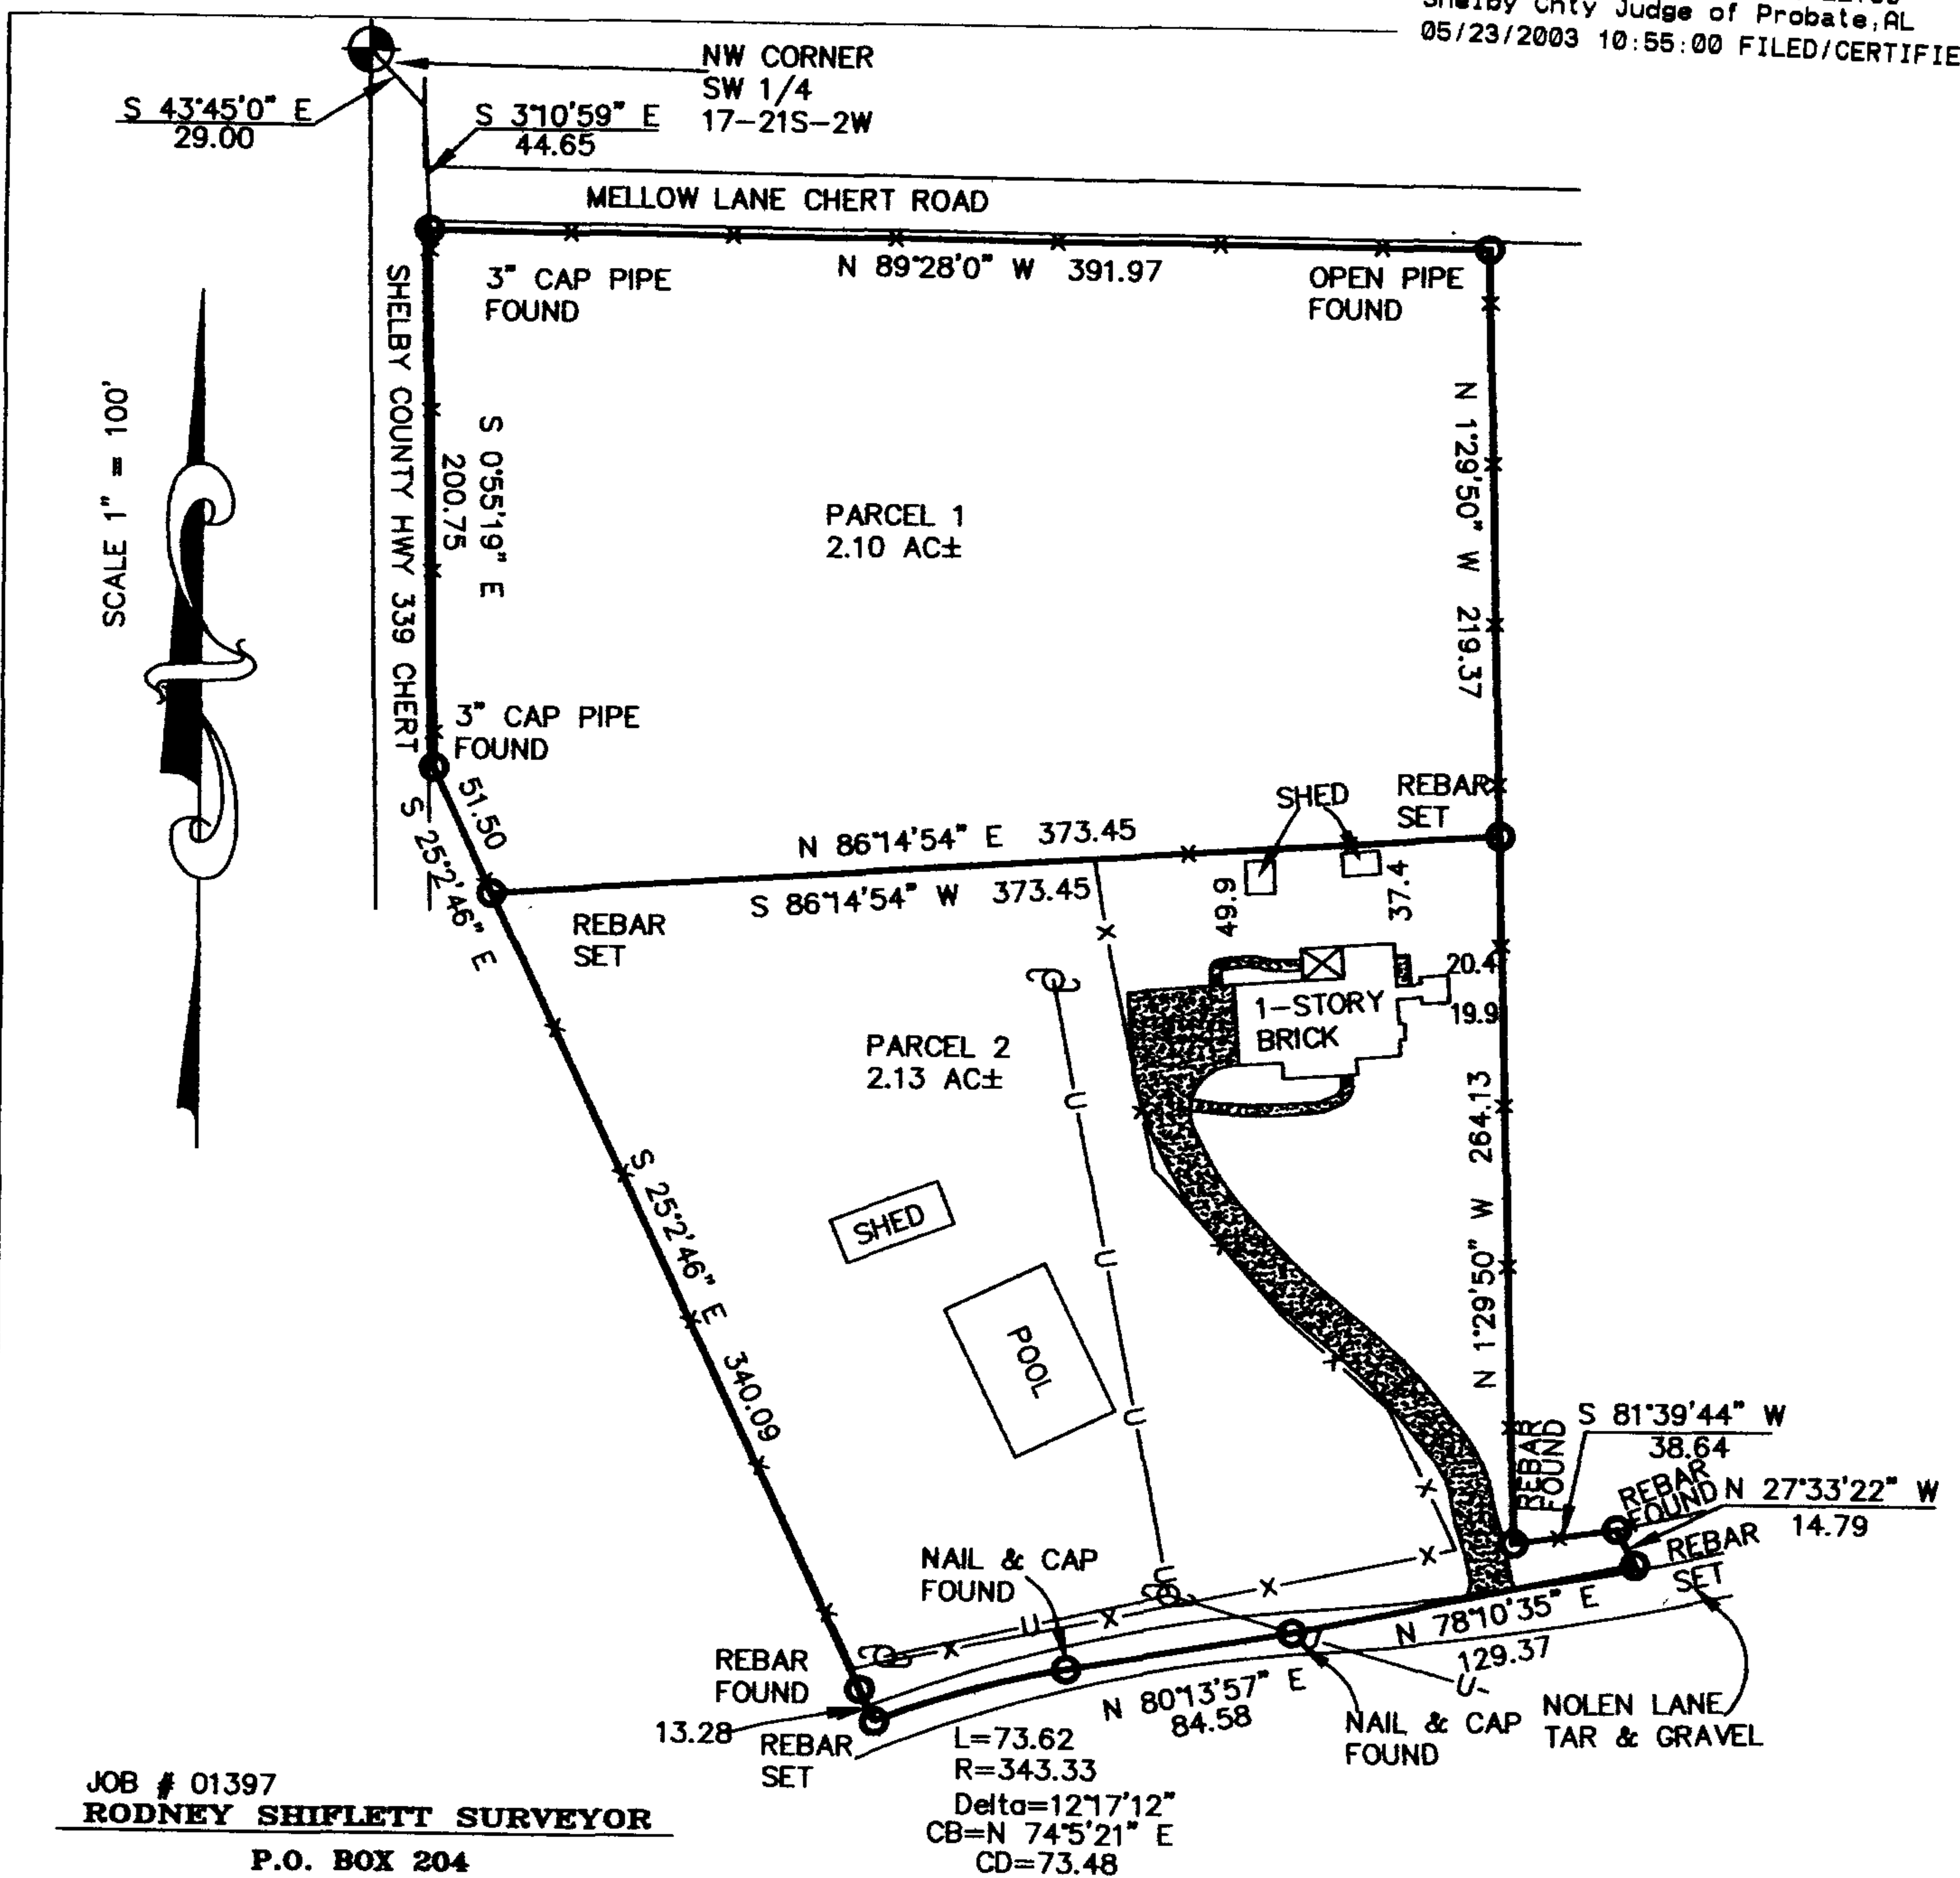 Shelby Cnty Judge of Probate, AL
05/23/2003 10:55:00 FILED/CERTIFIE
NW CORNER
SW 1/4
17-21S-2W
S 43°45'0" E
29.00
S 3°10'59" E
44.65
MELLOW LANE CHERT ROAD
N 89°28'0" W 391.97
3" CAP PIPE
FOUND
OPEN PIPE
FOUND
SCALE 1" = 100'
SHELBY COUNTY HWY 339 CHERT
S 0°55'19" E
200.75
N 1°29'50" W 219.37
PARCEL 1
2.10 AC±
3" CAP PIPE
FOUND
51.50
S 25°2'46" E
SHED
REBAR
SET
N 86°14'54" E 373.45
S 86°14'54" W 373.45
REBAR
SET
49.9
37.4
20.4
19.9
1-STORY
BRICK
PARCEL 2
2.13 AC±
U
U
U
U
U
U
U-
N 1°29'50" W 264.13
S 25°2'46" E 340.09
SHED
POOL
REBAR
FOUND
S 81°39'44" W
38.64
REBAR
FOUND
N 27°33'22" W
14.79
REBAR
SET
NAIL & CAP
FOUND
N 78°10'35" E
129.37
REBAR
FOUND
13.28
REBAR
SET
N 80°13'57" E
84.58
NAIL & CAP
FOUND
NOLEN LANE
TAR & GRAVEL
L=73.62
R=343.33
Delta=12°17'12"
CB=N 74°5'21" E
CD=73.48
JOB # 01397
RODNEY SHIFLETT SURVEYOR
P.O. BOX 204